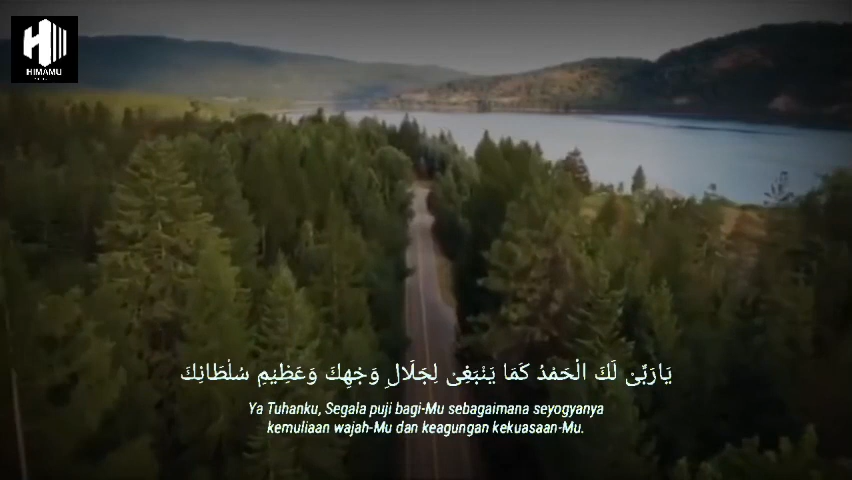 HIMAMU
يَارَبِّيْ لَكَ الْحَمْدُ كَمَا يَنْبَغِيْ لِجَلَالِ وَجْهِكَ وَعَظِيْمِ سُلْطَانِكَ
Ya Tuhanku, Segala puji bagi-Mu sebagaimana seyogyanya
kemuliaan wajah-Mu dan keagungan kekuasaan-Mu.